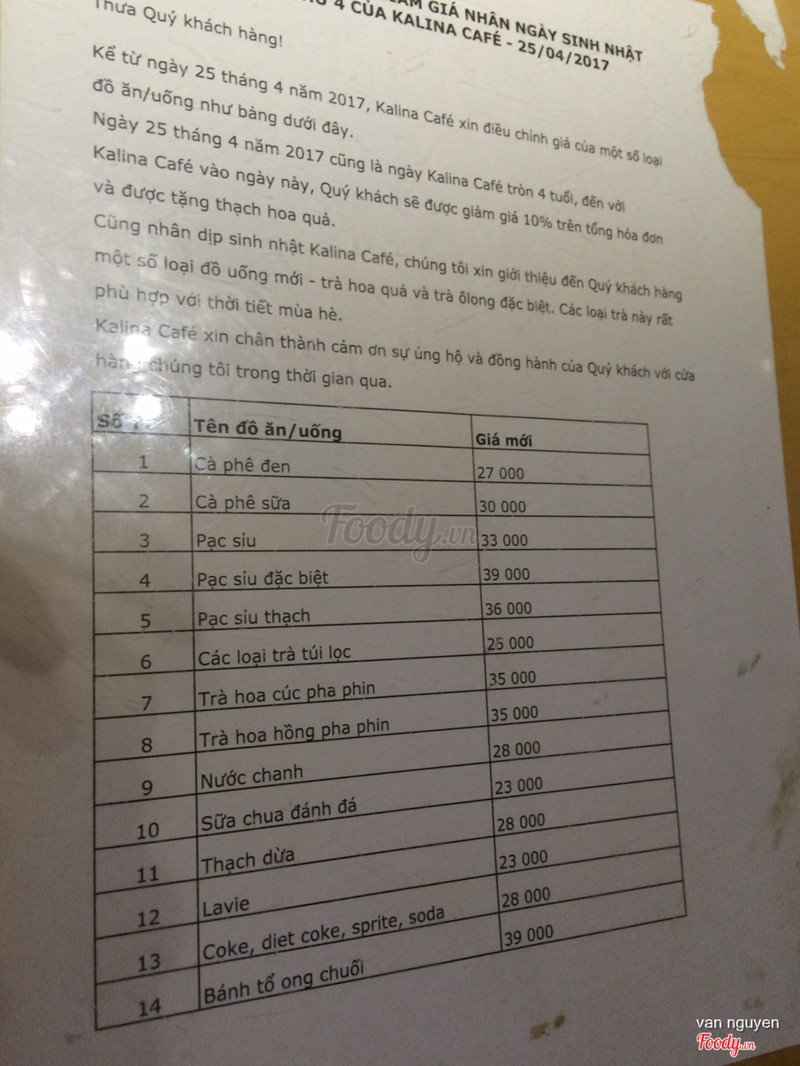 GIÁ NHÂN NGÀY SINH NHẬT
4 CỦA KALINA CAFÉ - 25/04/2017
Thưa Quý khách hàng!
Kể từ ngày 25 tháng 4 năm 2017, Kalina Café xin điều chỉnh giá của một số loại
đồ ăn/uống như bảng dưới đây.
Ngày 25 tháng 4 năm 2017 cũng là ngày Kalina Café tròn 4 tuổi, đến với
Kalina Café vào ngày này, Quý khách sẽ được giảm giá 10% trên tổng hóa đơn
và được tặng thạch hoa quả.
Cũng nhân dịp sinh nhật Kalina Café, chúng tôi xin giới thiệu đến Quý khách hàng
một số loại đồ uống mới - trà hoa quả và trà ôlong đặc biệt. Các loại trà này rất
phù hợp với thời tiết mùa hè.
Kalina Café xin chân thành cảm ơn sự ủng hộ và đồng hành của Quý khách với cửa
hàng chúng tôi trong thời gian qua.
Số Tên đồ ăn/uống Giá mới
1 Cà phê đen 27 000
2 Cà phê sữa 30 000
3 Pạc siu 33 000
4 Pạc siu đặc biệt 39 000
5 Pạc siu thạch 36 000
6 Các loại trà túi lọc 25 000
7 Trà hoa cúc pha phin 35 000
8 Trà hoa hồng pha phin 35 000
9 Nước chanh 28 000
10 Sữa chua đánh đá 23 000
11 Thạch dừa 28 000
12 Lavie 23 000
13 Coke, diet coke, sprite, soda 28 000
14 Bánh tổ ong chuối 39 000
Foody.vn
van nguyen
Foody.vn